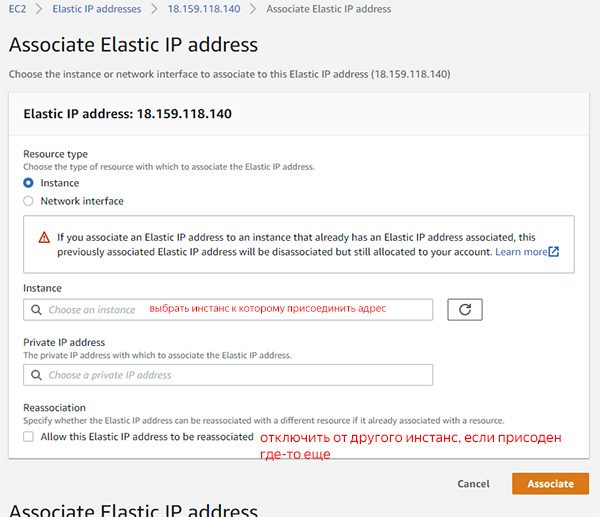 EC2 > Elastic IP addresses > 18.159.118.140 > Associate Elastic IP address
Associate Elastic IP address
Choose the instance or network interface to associate to this Elastic IP address (18.159.118.140)
Elastic IP address: 18.159.118.140
Resource type
Choose the type of resource with which to associate the Elastic IP address.
Instance
Network interface
If you associate an Elastic IP address to an instance that already has an Elastic IP address associated, this
previously associated Elastic IP address will be disassociated but still allocated to your account. Learn more
Instance
Choose an instance выбрать инстанс к которому присоединить адрес
Private IP address
The private IP address with which to associate the Elastic IP address.
Choose a private IP address
Reassociation
Specify whether the Elastic IP address can be reassociated with a different resource if it already associated with a resource.
Allow this Elastic IP address to be reassociated отключить от другого инстанс, если присоден
где-то еще
Cancel Associate
Associate Elastic IP address